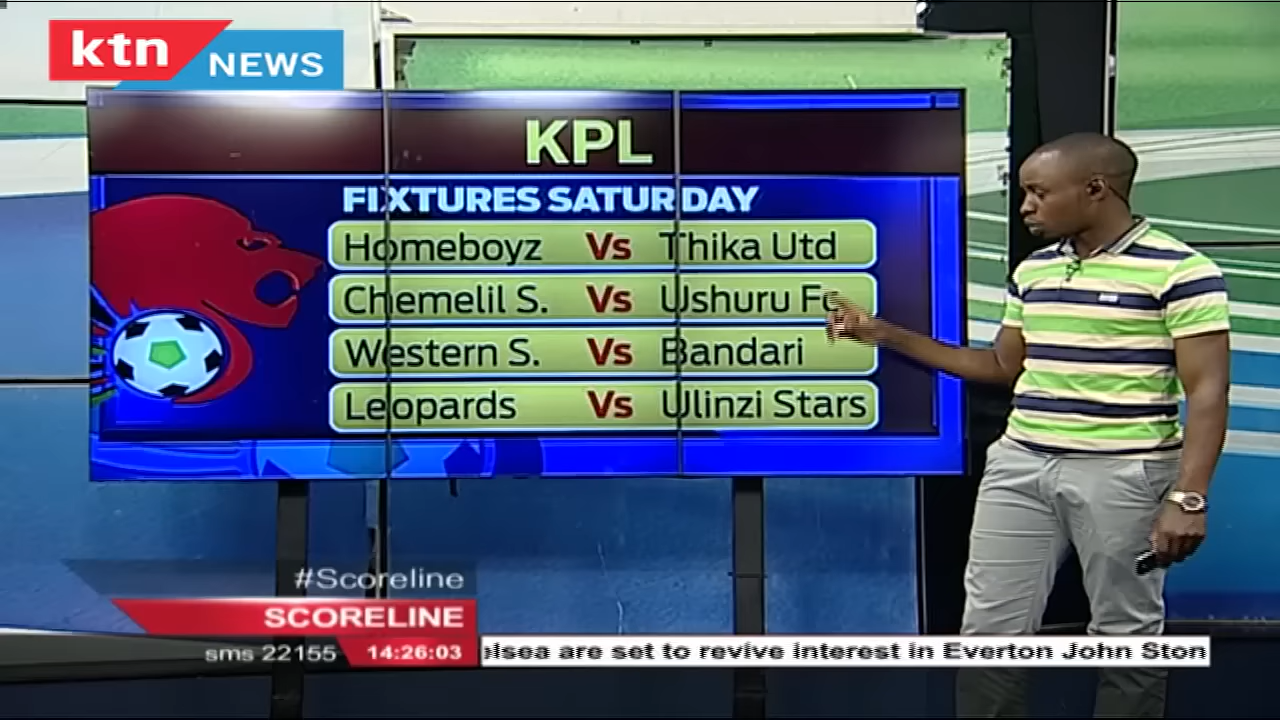 ktn NEWS
KPL
FIXTURES SATURDAY
Homeboyz Vs Thika Utd
Chemelil S. Vs Ushuru Fc
Western S. Vs Bandari
Leopards Vs Ulinzi Stars
#Scoreline
SCORELINE
sms 22155 14:26:03 elsea are set to revive interest in Everton John Ston